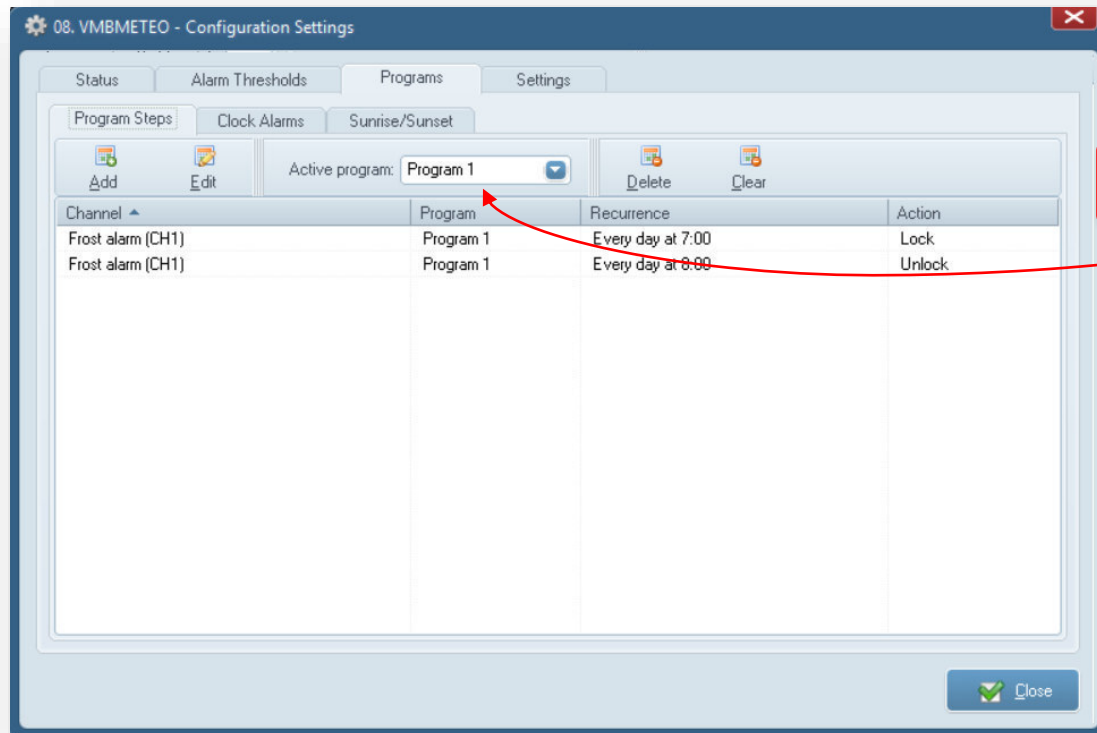 08. VMBMETEO - Configuration Settings
Status Alarm Thresholds Programs Settings
Program Steps Clock Alarms Sunrise/Sunset
Add Edit Active program: Program 1 Delete Clear
Channel Program Recurrence Action
Frost alarm (CH1) Program 1 Every day at 7:00 Lock
Frost alarm (CH1) Program 1 Every day at Unlock
Close